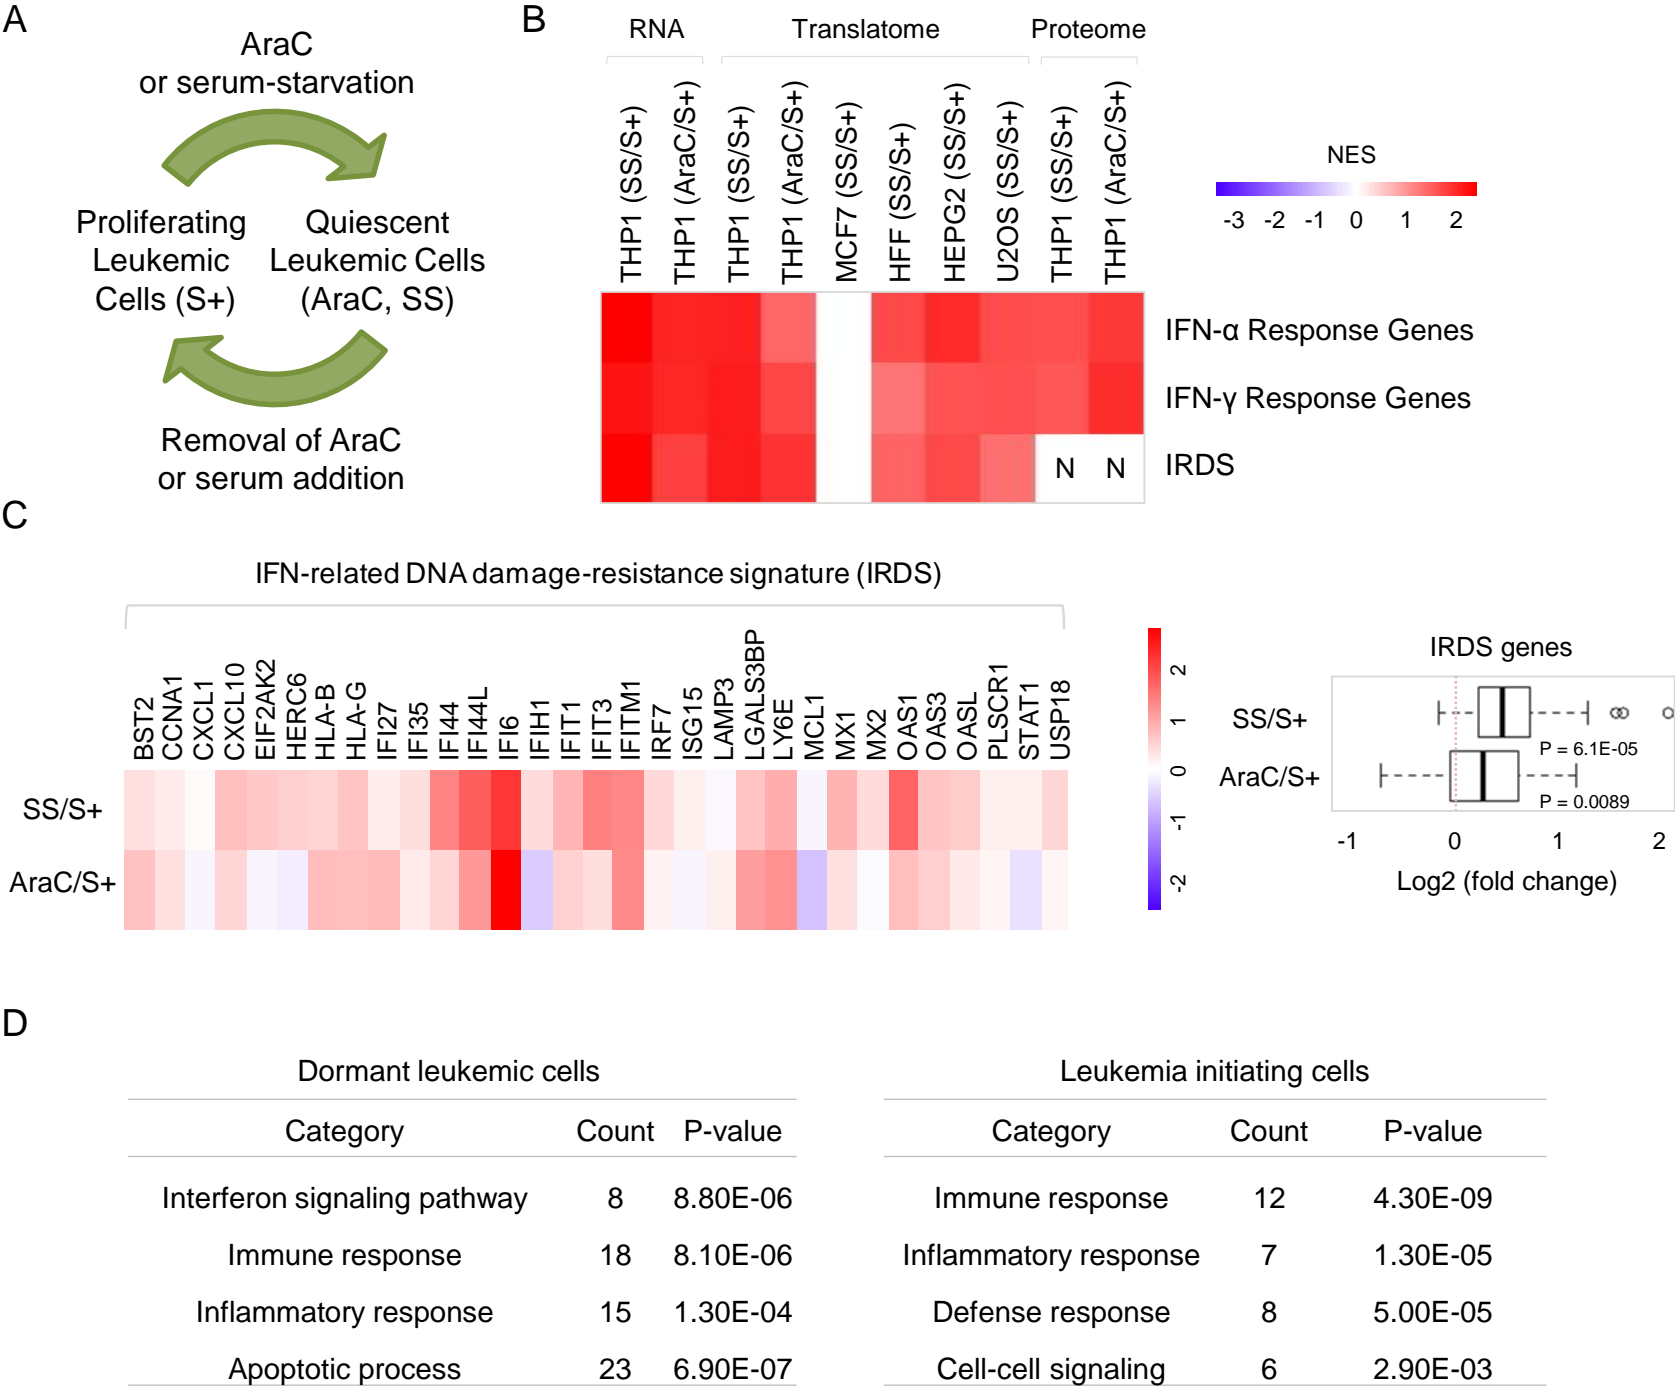 A
AraC
or serum-starvation
Proliferating
Leukemic
Cells (S+)
Quiescent
Leukemic Cells
(AraC, SS)
Removal of AraC
or serum addition
B
RNA
Translatome
Proteome
THP1 (SS/S+)
THP1 (AraC/S+)
THP1 (SS/S+)
THP1 (AraC/S+)
MCF7 (SS/S+)
HFF (SS/S+)
HEPG2 (SS/S+)
U2OS (SS/S+)
THP1 (SS/S+)
THP1 (AraC/S+)
NES
-3 -2 -1 0 1 2
IFN-α Response Genes
IFN-γ Response Genes
N N IRDS
C
IFN-related DNA damage-resistance signature (IRDS)
BST2
CCNA1
CXCL1
CXCL10
EIF2AK2
HERC6
HLA-B
HLA-G
IFI27
IFI35
IFI44
IFI44L
IFI6
IFIH1
IFIT1
IFIT3
IFITM1
IRF7
ISG15
LAMP3
LGALS3BP
LY6E
MCL1
MX1
MX2
OAS1
OAS3
OASL
PLSCR1
STAT1
USP18
SS/S+
AraC/S+
2
1
0
-1
-2
IRDS genes
SS/S+
P = 6.1E-05
AraC/S+
P = 0.0089
-1 0 1 2
Log2 (fold change)
D
Dormant leukemic cells
Category Count P-value
Interferon signaling pathway 8 8.80E-06
Immune response 18 8.10E-06
Inflammatory response 15 1.30E-04
Apoptotic process 23 6.90E-07
Leukemia initiating cells
Category Count P-value
Immune response 12 4.30E-09
Inflammatory response 7 1.30E-05
Defense response 8 5.00E-05
Cell-cell signaling 6 2.90E-03